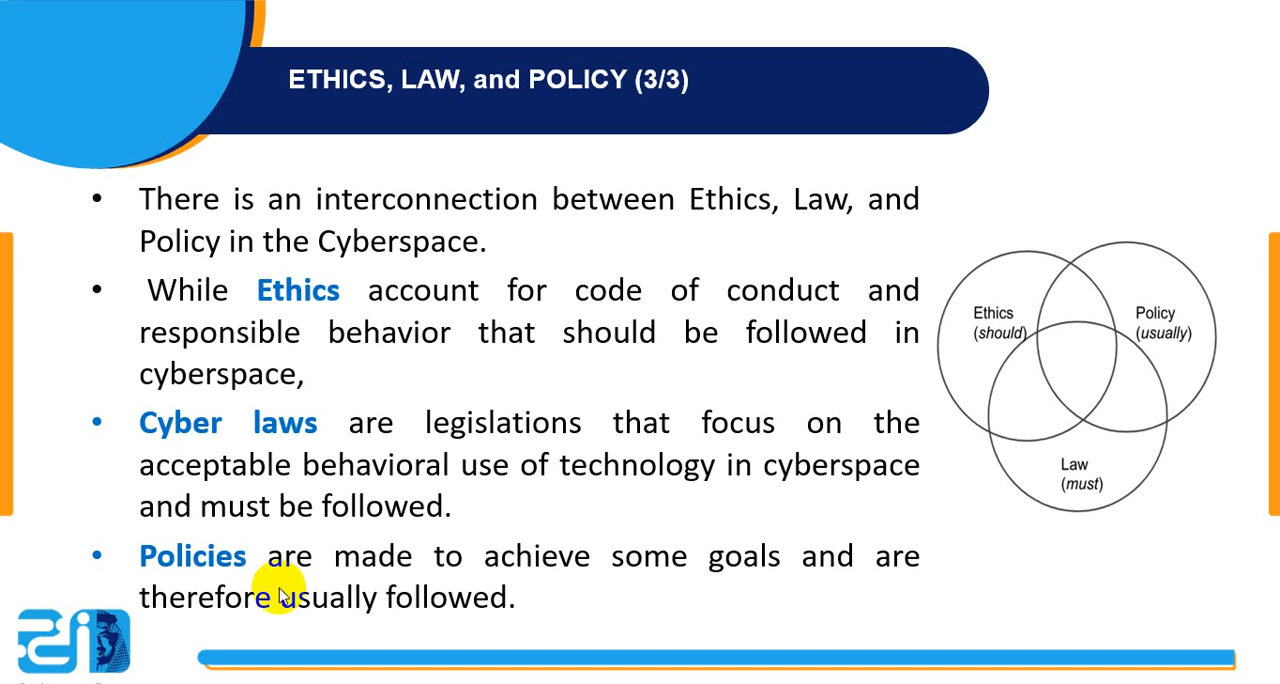 ETHICS, LAW, and POLICY (3/3)
• There is an interconnection between Ethics, Law, and
Policy in the Cyberspace.
• While Ethics account for code of conduct and
responsible behavior that should be followed in
cyberspace,
• Cyber laws are legislations that focus on the
acceptable behavioral use of technology in cyberspace
and must be followed.
• Policies are made to achieve some goals and are
therefore usually followed.
Ethics
(should)
Policy
(usually)
Law
(must)